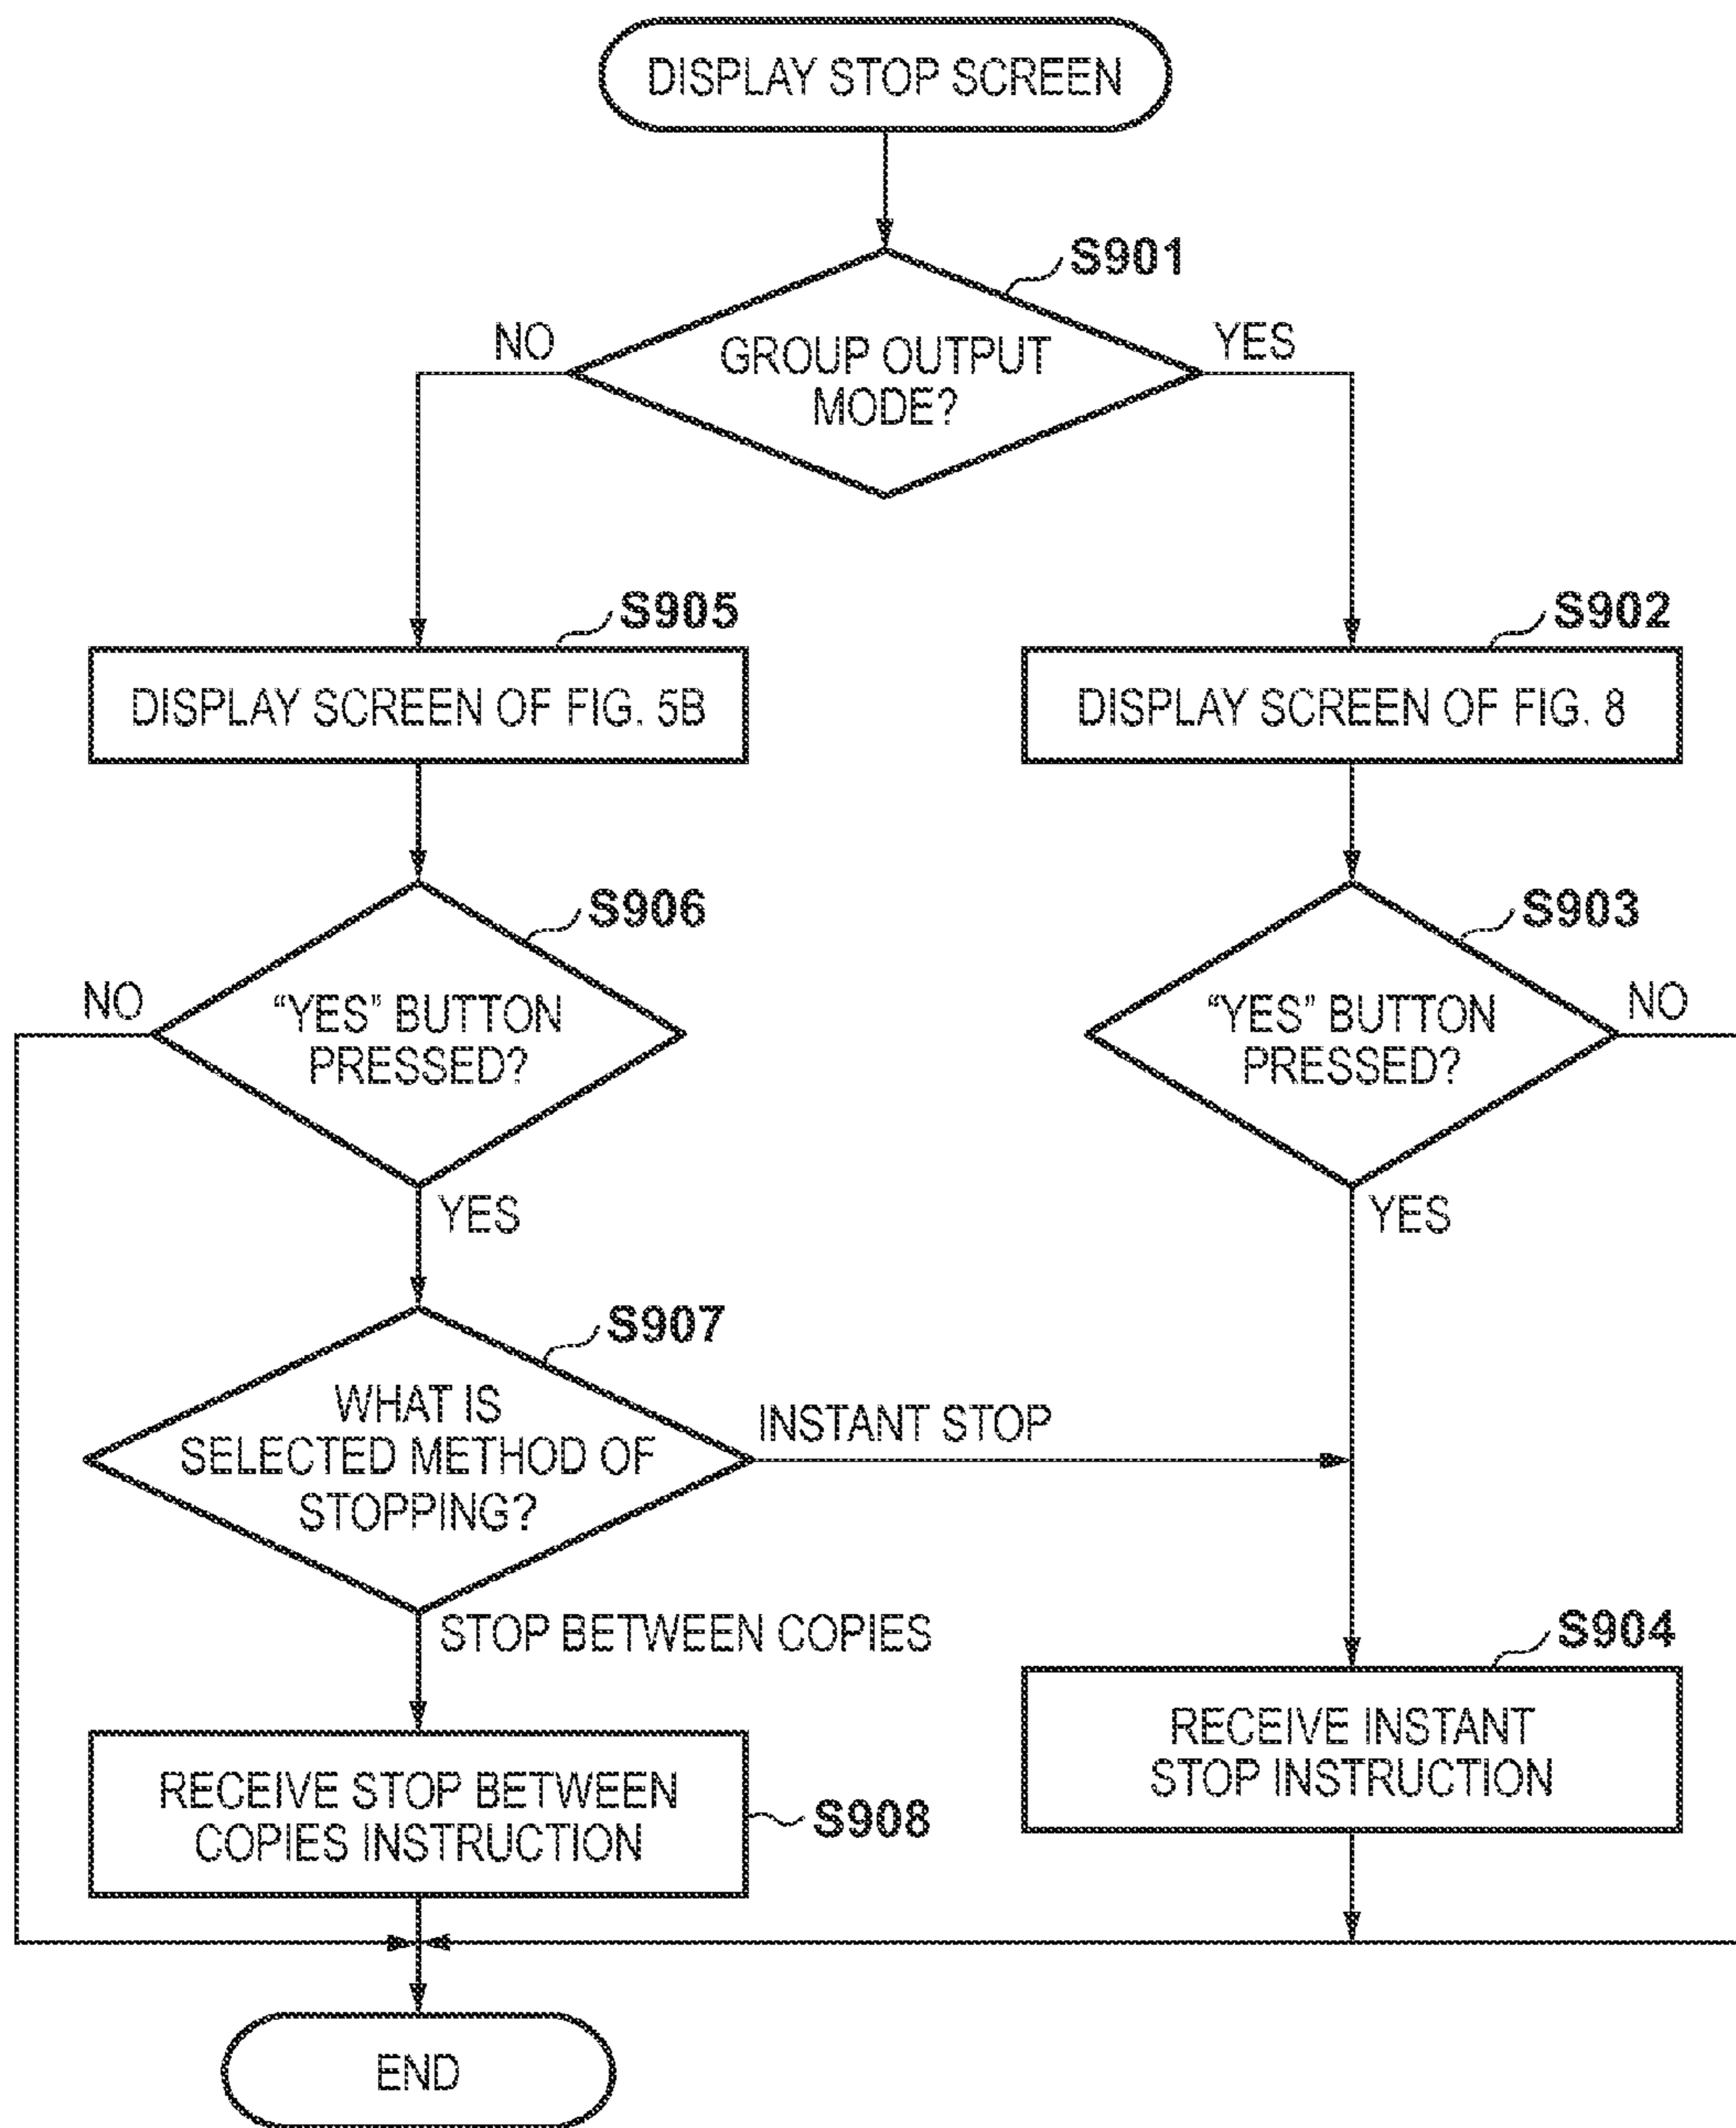 DISPLAY STOP SCREEN
S901
NO
YES
GROUP OUTPUT
MODE?
S905
S902
DISPLAY SCREEN OF FIG. 5B
DISPLAY SCREEN OF FIG. 8
S906
S903
NO
"YES" BUTTON
PRESSED?
"YES" BUTTON
PRESSED?
NO
YES
YES
S907
WHAT IS
SELECTED METHOD OF
STOPPING?
INSTANT STOP
STOP BETWEEN COPIES
S904
RECEIVE INSTANT
STOP INSTRUCTION
RECEIVE STOP BETWEEN
COPIES INSTRUCTION
S908
END